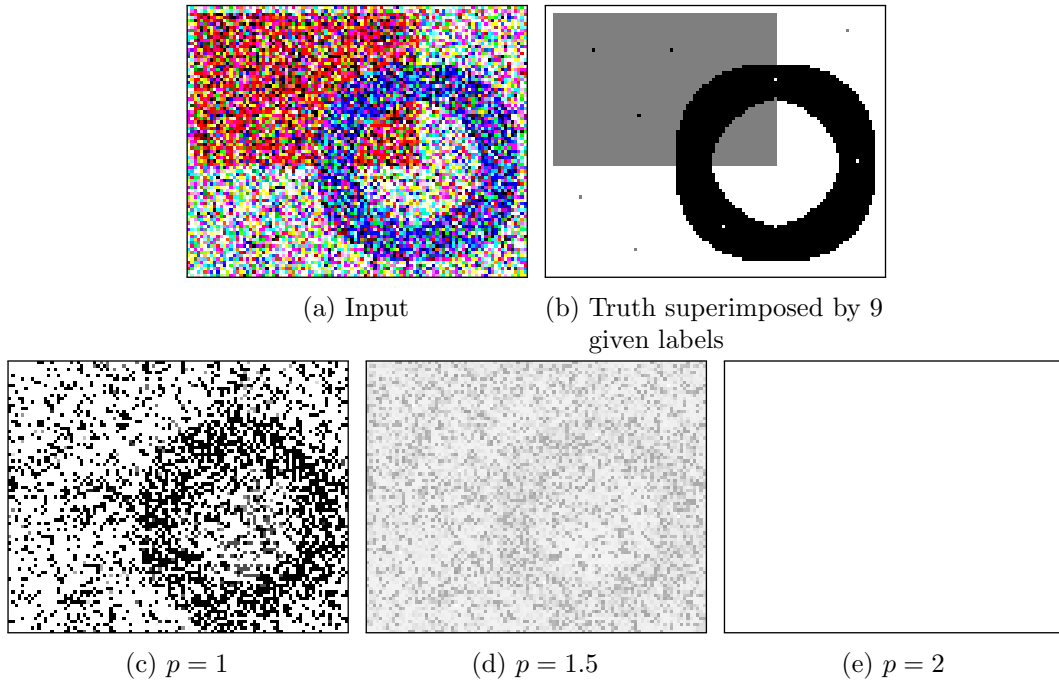 (a) Input
(b) Truth superimposed by 9
given labels
(c) p = 1
(d) p = 1.5
(e) p = 2